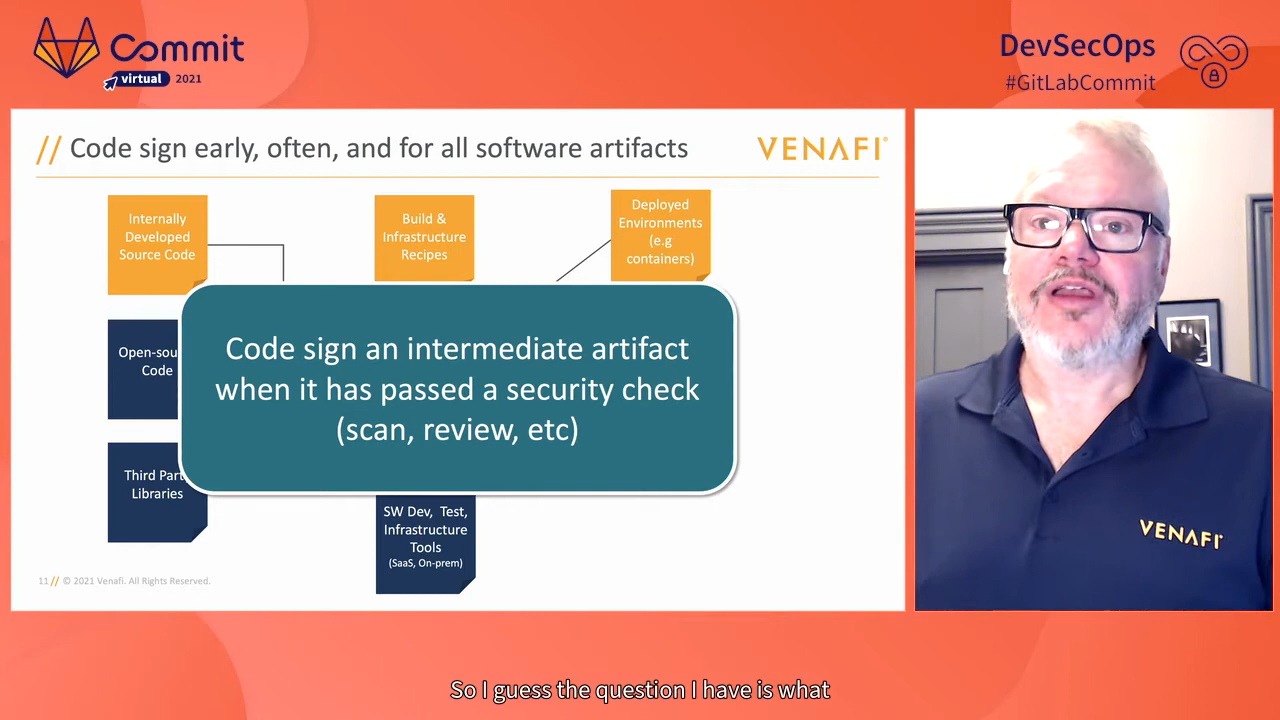 Commit
virtual 2021
DevSecOps
#GitLabCommit
// Code sign early, often, and for all software artifacts
VENAFI
Internally
Developed
Source Code
Build &
Infrastructure
Recipes
Deployed
Environments
(e.g
containers)
Open-sou
Code
Third Part
Libraries
Code sign an intermediate artifact
when it has passed a security check
(scan, review, etc)
SW Dev, Test,
Infrastructure
Tools
(SaaS, On-prem)
11 // © 2021 Venafi. All Rights Reserved.
VENAFI
So I guess the question I have is what